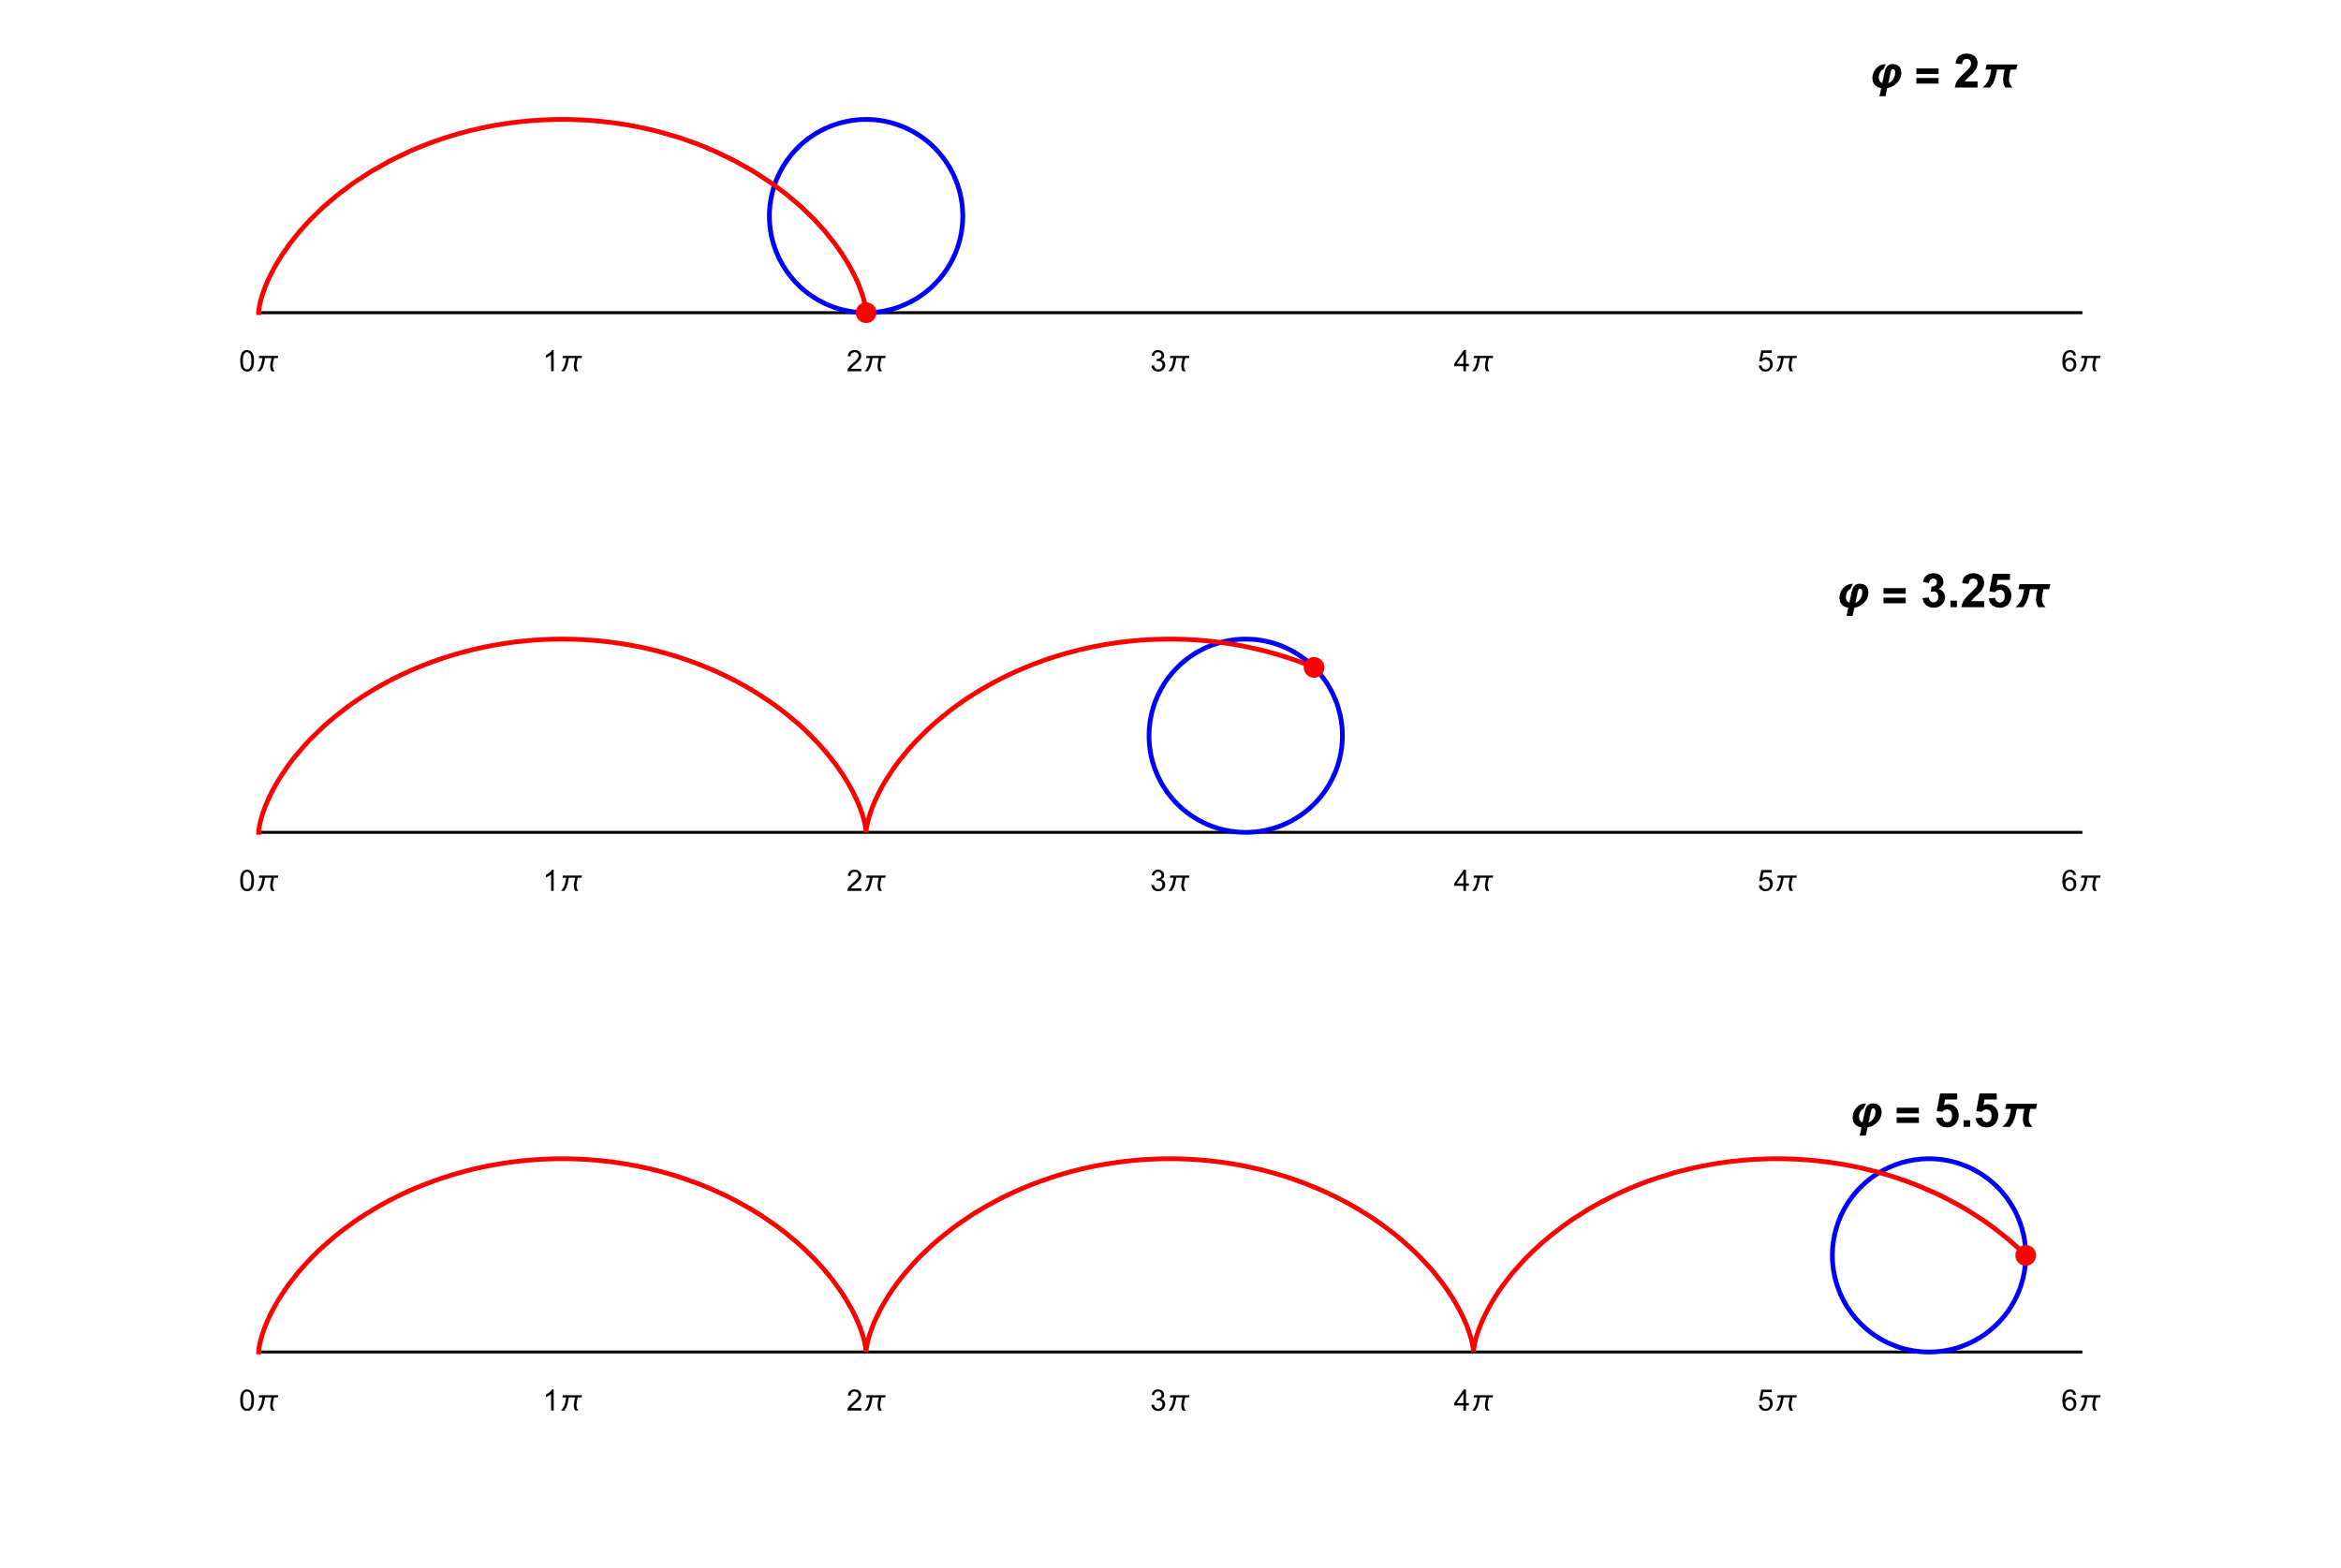 φ = 2π
0π 1π 2π 3π 4π 5π 6π
φ = 3.25π
0π 1π 2π 3π 4π 5π 6π
φ = 5.5π
0π 1π 2π 3π 4π 5π 6π